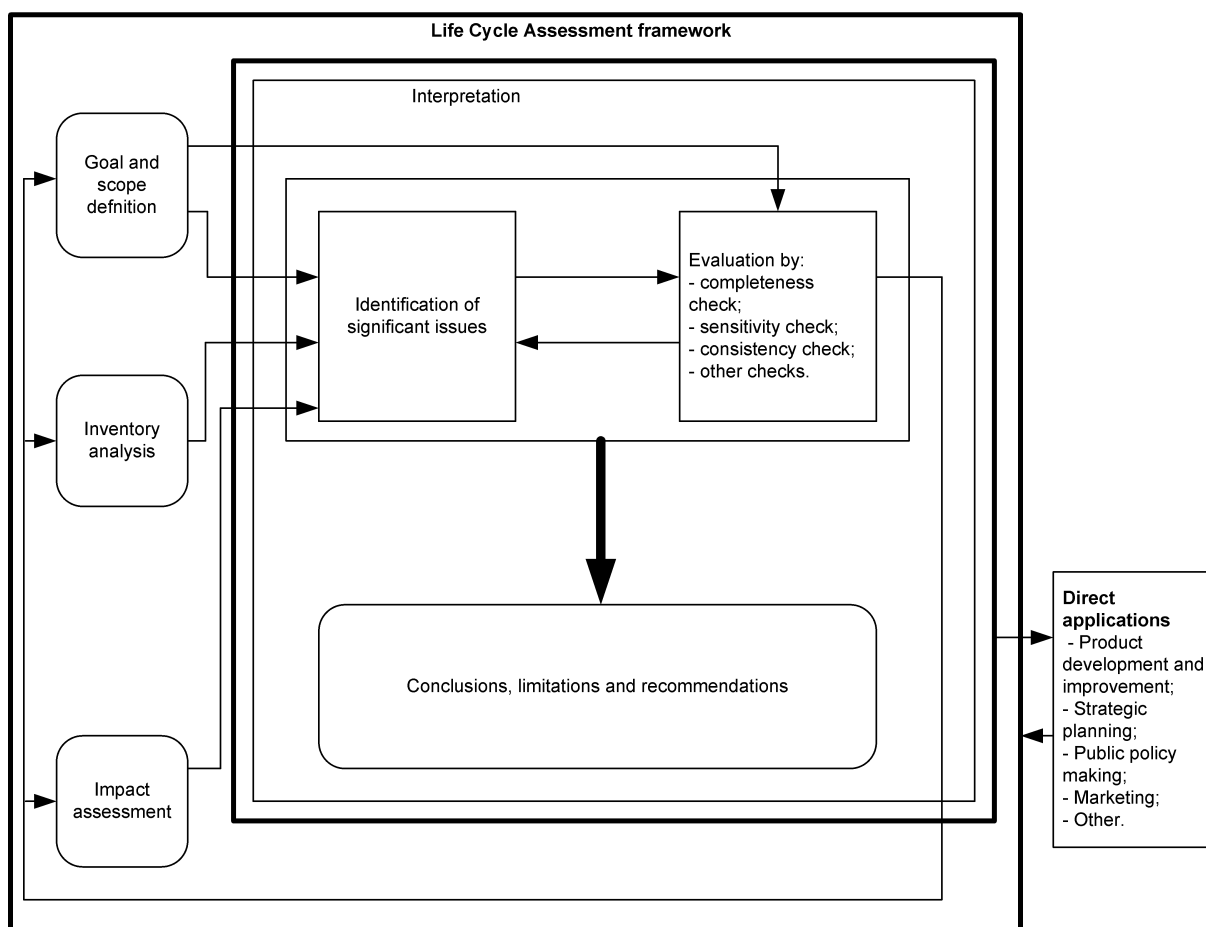 Life Cycle Assessment framework
Interpretation
Goal and
scope
defnition
Identification of
significant issues
Evaluation by:
- completeness
check;
- sensitivity check;
- consistency check;
- other checks.
Inventory
analysis
Conclusions, limitations and recommendations
Impact
assessment
Direct
applications
- Product
development and
improvement;
- Strategic
planning;
- Public policy
making;
- Marketing;
- Other.